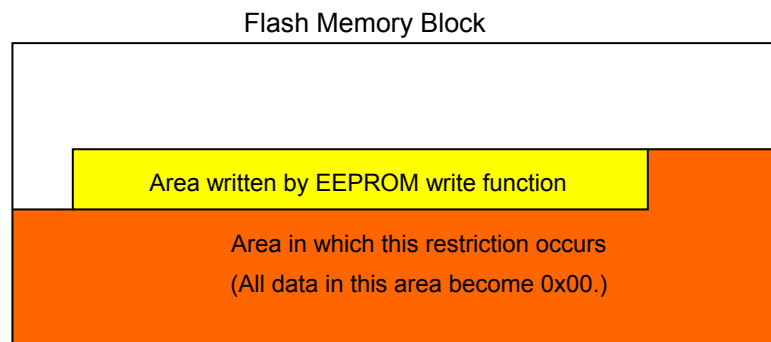 Flash Memory Block
Area written by EEPROM write function
Area in which this restriction occurs
(All data in this area become 0x00.)